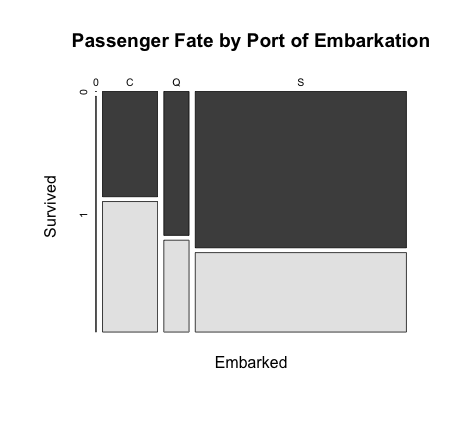 Passenger Fate by Port of Embarkation
0 C Q S
0
1
Survived
Embarked